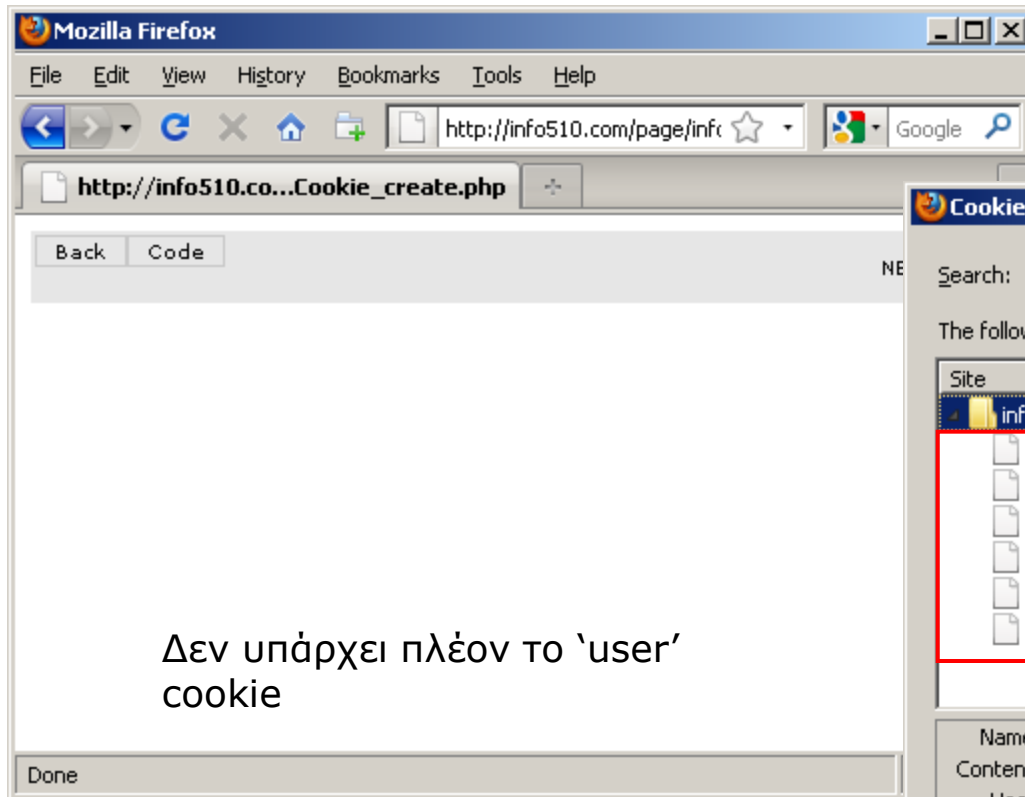 Mozilla Firefox
File Edit View History Bookmarks Tools Help
http://info510.com/page/info Google
http://info510.co...Cookie_create.php
Back Code
NE
Cookie
Search:
The follow
Site
inf
Δεν υπάρχει πλέον το ‘user’
cookie
Name
Conten
Done